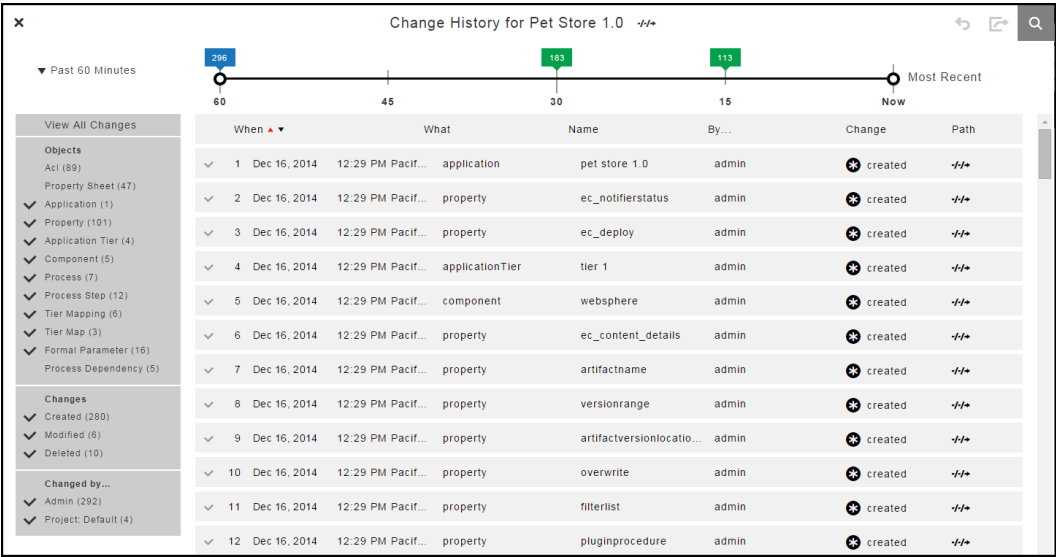 Change History for Pet Store 1.0
Past 60 Minutes
296
183
113
Most Recent
60 45 30 15 Now
View All Changes
Objects
Acl (89)
Property Sheet (47)
Application (1)
Property (101)
Application Tier (4)
Component (5)
Process (7)
Process Step (12)
Tier Mapping (6)
Tier Map (3)
Formal Parameter (16)
Process Dependency (5)
Changes
Created (280)
Modified (6)
Deleted (10)
Changed by...
Admin (292)
Project: Default (4)
When What Name By... Change Path
1 Dec 16, 2014 12:29 PM Pacif... application pet store 1.0 admin created
2 Dec 16, 2014 12:29 PM Pacif... property ec_notifierstatus admin created
3 Dec 16, 2014 12:29 PM Pacif... property ec_deploy admin created
4 Dec 16, 2014 12:29 PM Pacif... applicationTier tier 1 admin created
5 Dec 16, 2014 12:29 PM Pacif... component websphere admin created
6 Dec 16, 2014 12:29 PM Pacif... property ec_content_details admin created
7 Dec 16, 2014 12:29 PM Pacif... property artifactname admin created
8 Dec 16, 2014 12:29 PM Pacif... property versionrange admin created
9 Dec 16, 2014 12:29 PM Pacif... property artifactversionlocatio... admin created
10 Dec 16, 2014 12:29 PM Pacif... property overwrite admin created
11 Dec 16, 2014 12:29 PM Pacif... property filterlist admin created
12 Dec 16, 2014 12:29 PM Pacif... property pluginprocedure admin created